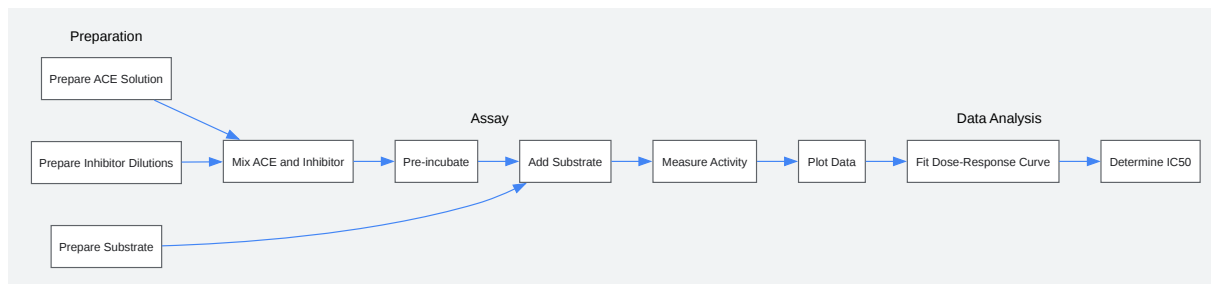 Preparation
Prepare ACE Solution
Prepare Inhibitor Dilutions
Prepare Substrate
Mix ACE and Inhibitor
Assay
Pre-incubate
Add Substrate
Measure Activity
Data Analysis
Plot Data
Fit Dose-Response Curve
Determine IC50